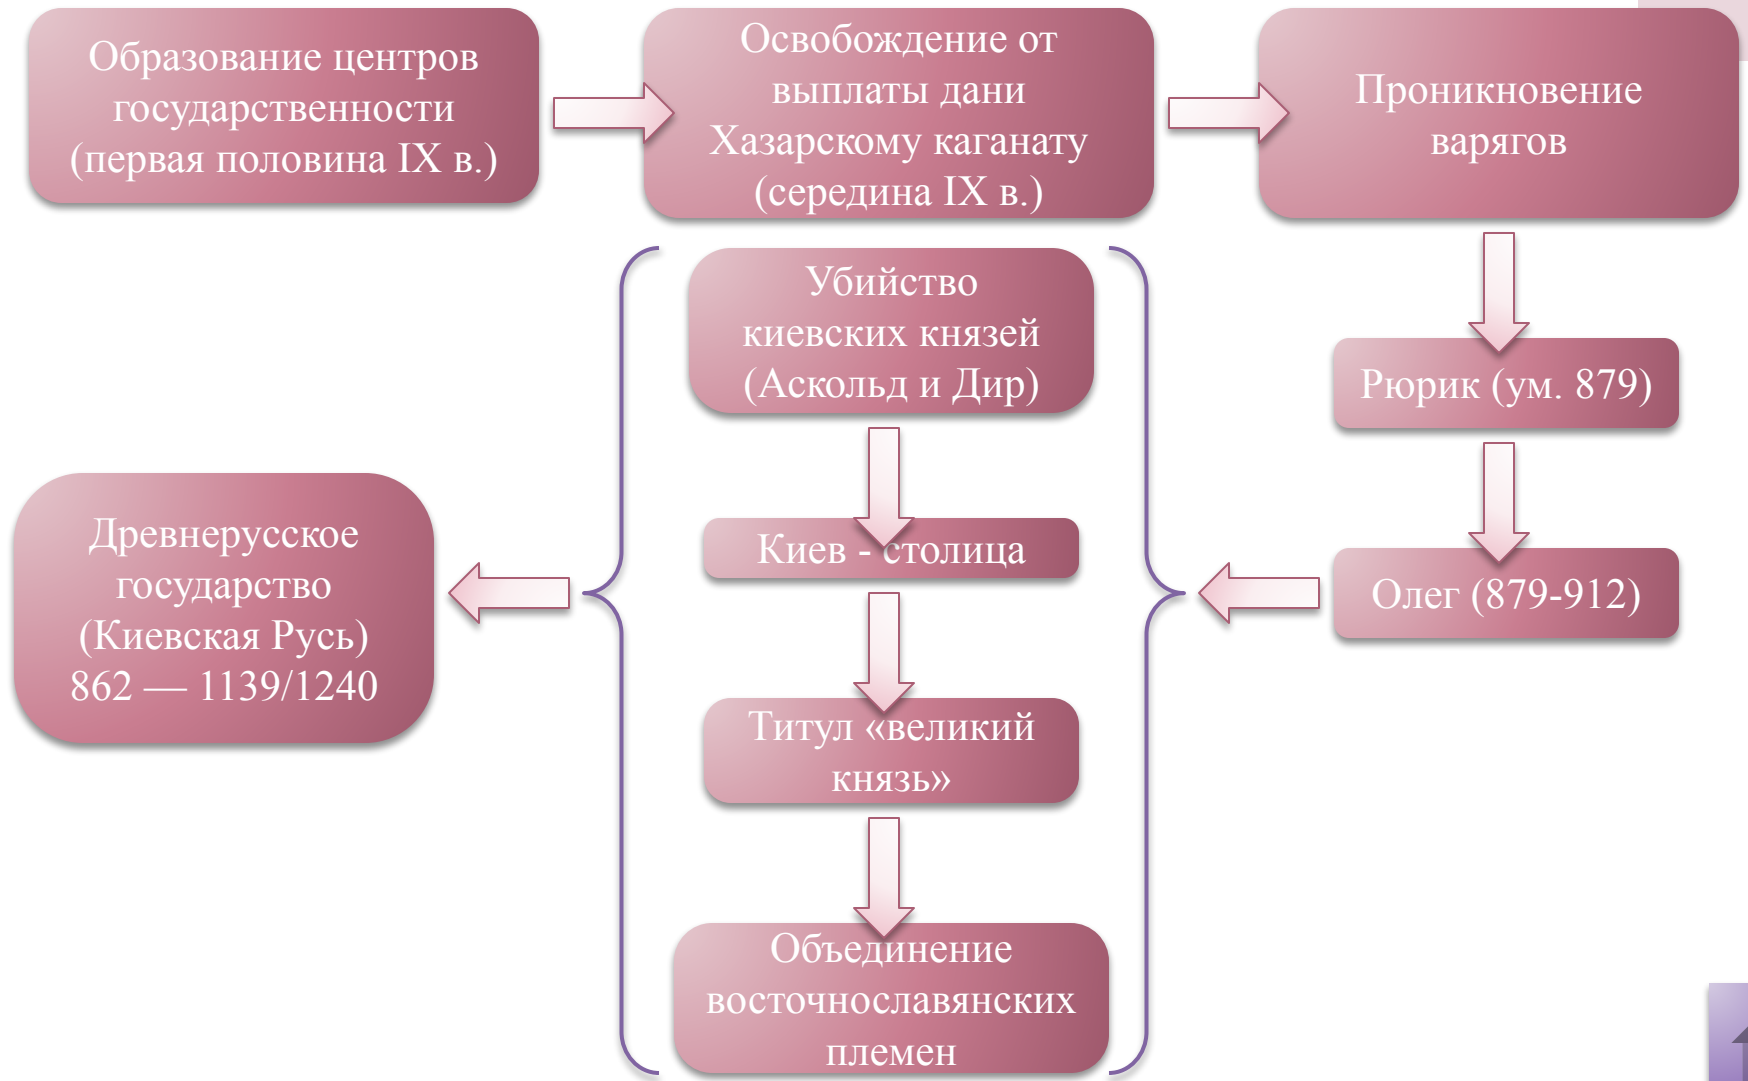 Образование центров
государственности
(первая половина IX в.)
Освобождение от
выплаты дани
Хазарскому каганату
(середина IX в.)
Проникновение
варягов
Рюрик (ум. 879)
Олег (879-912)
Убийство
киевских князей
(Аскольд и Дир)
Киев - столица
Титул «великий
князь»
Объединение
восточнославянских
племен
Древнерусское
государство
(Киевская Русь)
862 — 1139/1240